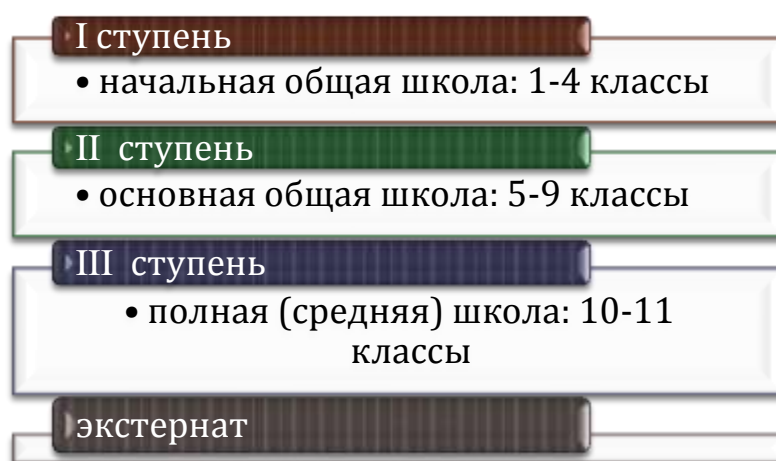 I ступень
• начальная общая школа: 1-4 классы
II ступень
• основная общая школа: 5-9 классы
III ступень
• полная (средняя) школа: 10-11
классы
экстернат